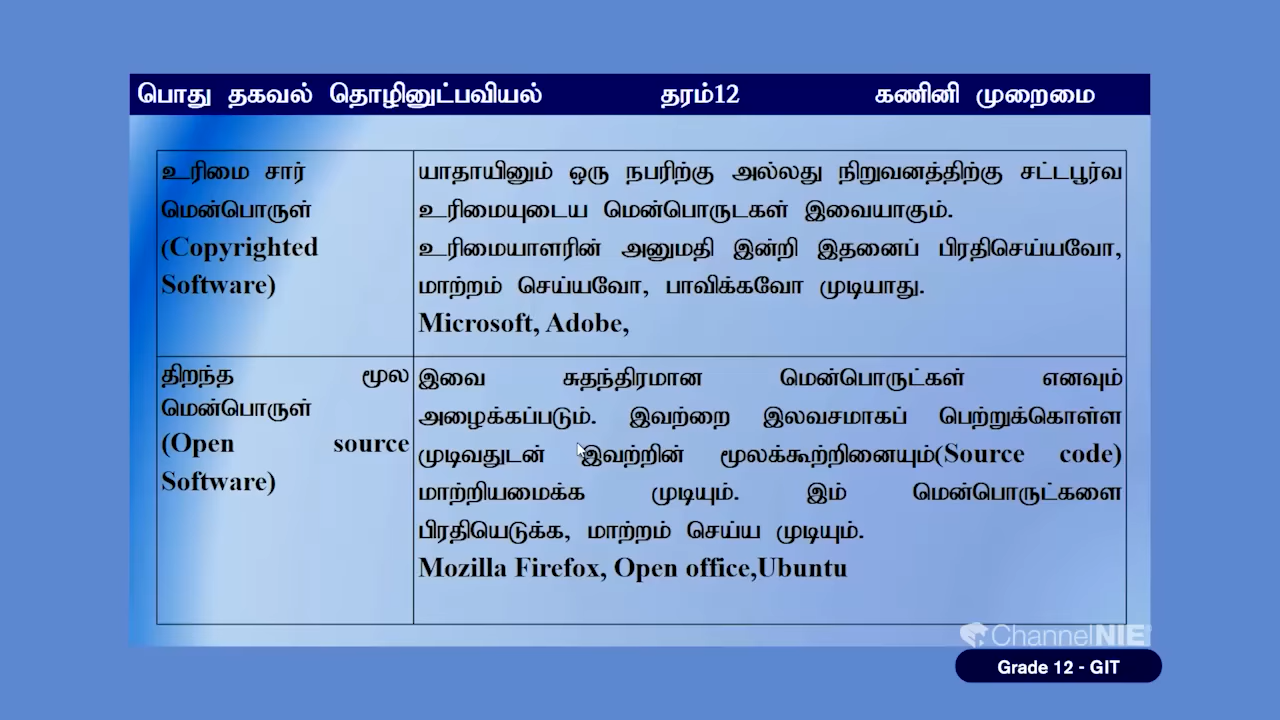 பொது தகவல் தொழினுட்பவியல் தரம்12 கணினி முறைமை
உரிமை சார்
மென்பொருள்
(Copyrighted
Software)
யாதாயினும் ஒரு நபரிற்கு அல்லது நிறுவனத்திற்கு சட்டபூர்வ
உரிமையுடைய மென்பொருடகள் இவையாகும்.
உரிமையாளரின் அனுமதி இன்றி இதனைப் பிரதிசெய்யவோ,
மாற்றம் செய்யவோ, பாவிக்கவோ முடியாது.
Microsoft, Adobe,
திறந்த மூல
மென்பொருள்
(Open source
Software)
இவை சுதந்திரமான மென்பொருட்கள் எனவும்
அழைக்கப்படும். இவற்றை இலவசமாகப் பெற்றுக்கொள்ள
முடிவதுடன் இவற்றின் மூலக்கூற்றினையும்(Source code)
மாற்றியமைக்க முடியும். இம் மென்பொருட்களை
பிரதியெடுக்க, மாற்றம் செய்ய முடியும்.
Mozilla Firefox, Open office,Ubuntu
ChannelNIE
Grade 12 - GIT